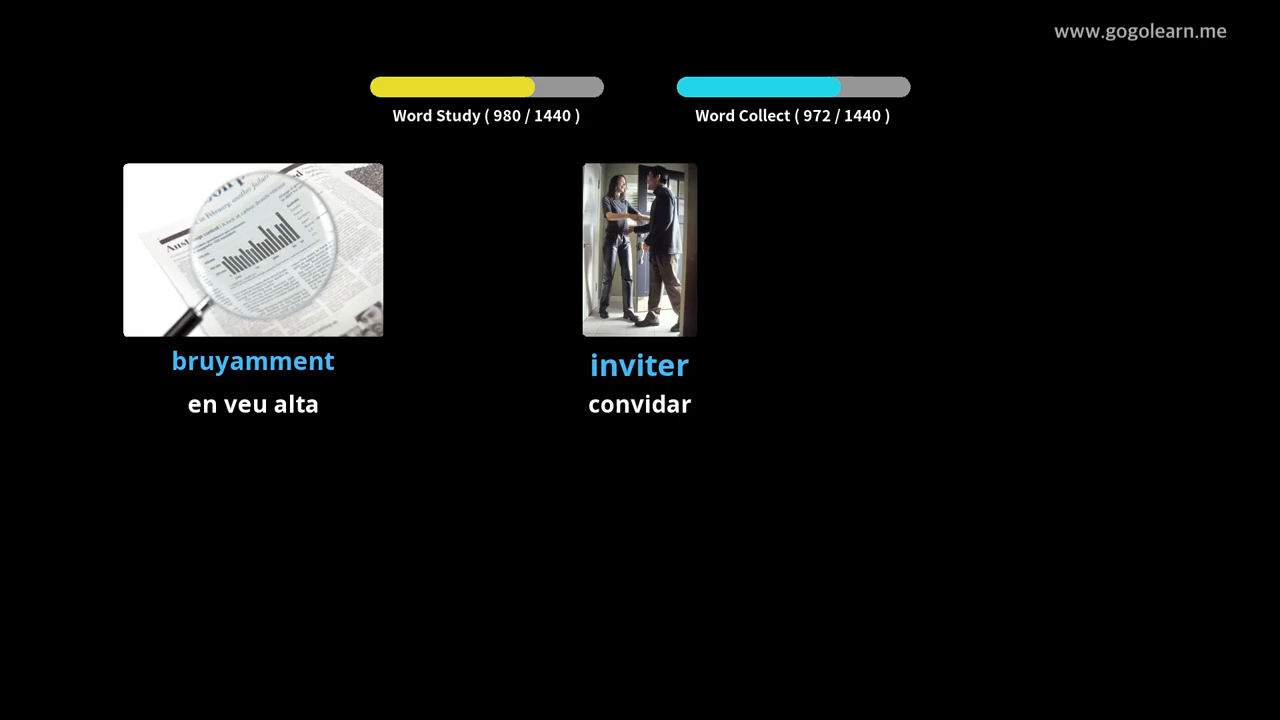 www.gogolearn.me
Word Study ( 980 / 1440 )
Word Collect ( 972 / 1440 )
bruyamment
en veu alta
inviter
convidar